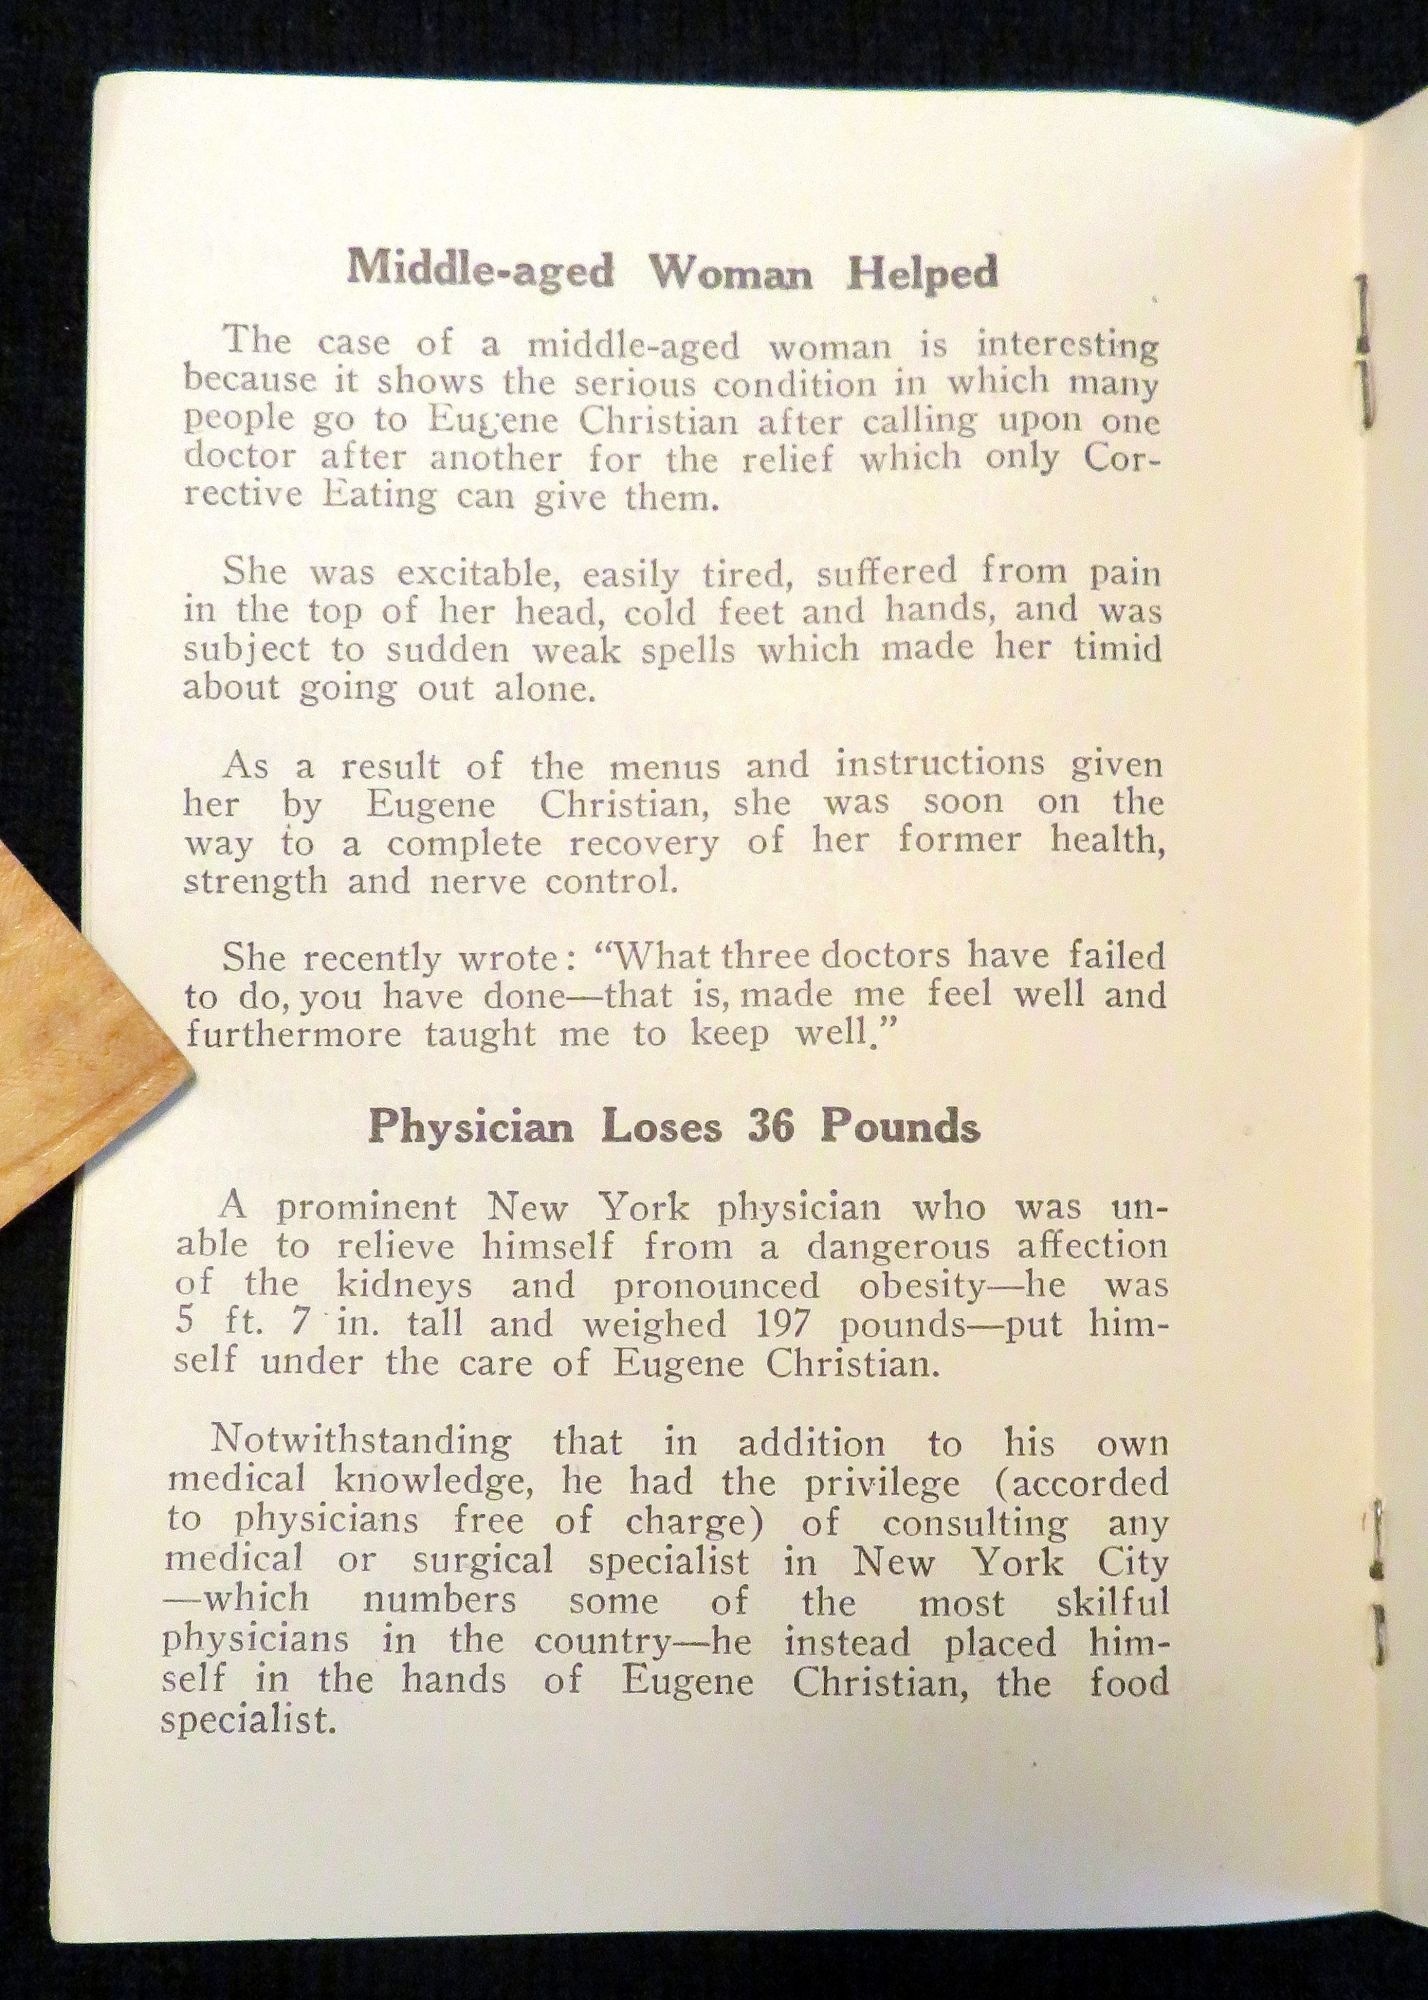 Middle-aged Woman Helped
The case of a middle-aged woman is interesting
because it shows the serious condition in which many
people go to Eugene Christian after calling upon one
doctor after another for the relief which only Cor-
rective Eating can give them.
She was excitable, easily tired, suffered from pain
in the top of her head, cold feet and hands, and was
subject to sudden weak spells which made her timid
about going out alone.
As a result of the menus and instructions given
her by Eugene Christian, she was soon on the
way to a complete recovery of her former health,
strength and nerve control.
She recently wrote: “What three doctors have failed
to do, you have done—that is, made me feel well and
furthermore taught me to keep well.”
Physician Loses 36 Pounds
A prominent New York physician who was un-
able to relieve himself from a dangerous affection
of the kidneys and pronounced obesity—he was
5 ft. 7 in. tall and weighed 197 pounds—put him-
self under the care of Eugene Christian.
Notwithstanding that in addition to his own
medical knowledge, he had the privilege (accorded
to physicians free of charge) of consulting any
medical or surgical specialist in New York City
—which numbers some of the most skilful
physicians in the country—he instead placed him-
self in the hands of Eugene Christian, the food
specialist.